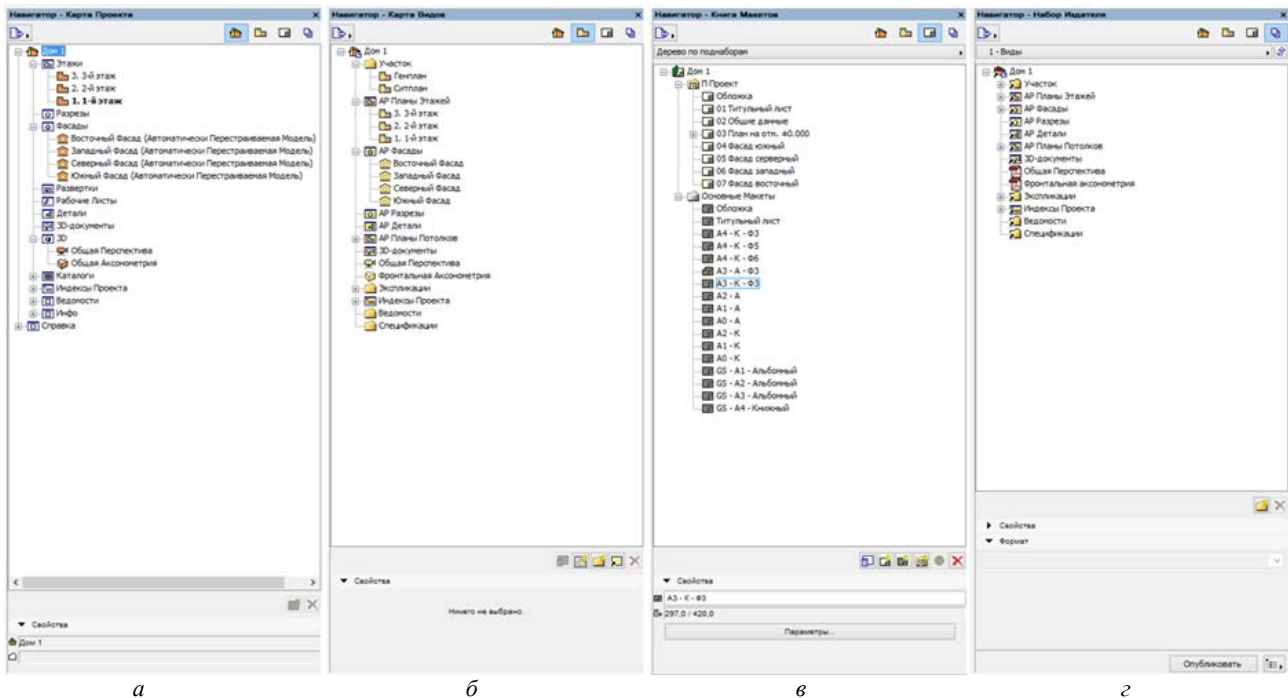 Навигатор - Карта Проекта
Дом 1
Этажи
3. 3-й этаж
2. 2-й этаж
1. 1-й этаж
Разрезы
Фасады
Восточный Фасад (Автоматически Перестраиваемая Модель)
Западный Фасад (Автоматически Перестраиваемая Модель)
Северный Фасад (Автоматически Перестраиваемая Модель)
Южный Фасад (Автоматически Перестраиваемая Модель)
Развертки
Рабочие Листы
Детали
3D-документы
3D
Общая Перспектива
Общая Аксонометрия
Каталоги
Индексы Проекта
Ведомости
Инфо
Справка
Свойства
Дом 1
а
Навигатор - Карта Видов
Дом 1
Участок
Генплан
Ситплан
АР Планы Этажей
3. 3-й этаж
2. 2-й этаж
1. 1-й этаж
АР Фасады
Восточный Фасад
Западный Фасад
Северный Фасад
Южный Фасад
АР Разрезы
АР Детали
АР Планы Потолков
3D-документы
Общая Перспектива
Фронтальная Аксонометрия
Экспликации
Индексы Проекта
Ведомости
Спецификации
Свойства
Ничего не выбрано.
б
Навигатор - Книга Макетов
Дерево по поднаборам
Дом 1
П Проект
Обложка
01 Титульный лист
02 Общие данные
03 План на отм. ±0.000
04 Фасад южный
05 Фасад серверный
06 Фасад западный
07 Фасад восточный
Основные Макеты
Обложка
Титульный лист
А4 - К - Ф3
А4 - К - Ф5
А4 - К - Ф6
А3 - А - Ф3
А3 - К - Ф3
А2 - А
А1 - А
А0 - А
А2 - К
А1 - К
А0 - К
GS - A1 - Альбомный
GS - A2 - Альбомный
GS - A3 - Альбомный
GS - A4 - Книжный
Свойства
А3 - К - Ф3
297,0 / 420,0
Параметры...
в
Навигатор - Набор Издателя
1 - Виды
Дом 1
Участок
АР Планы Этажей
АР Фасады
АР Разрезы
АР Детали
АР Планы Потолков
3D-документы
Общая Перспектива
Фронтальная аксонометрия
Экспликации
Индексы Проекта
Ведомости
Спецификации
Свойства
Формат
Опубликовать
г